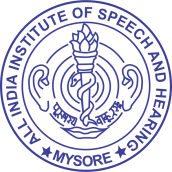 ALL INDIA INSTITUTE OF SPEECH AND HEARING
★ MYSORE ★